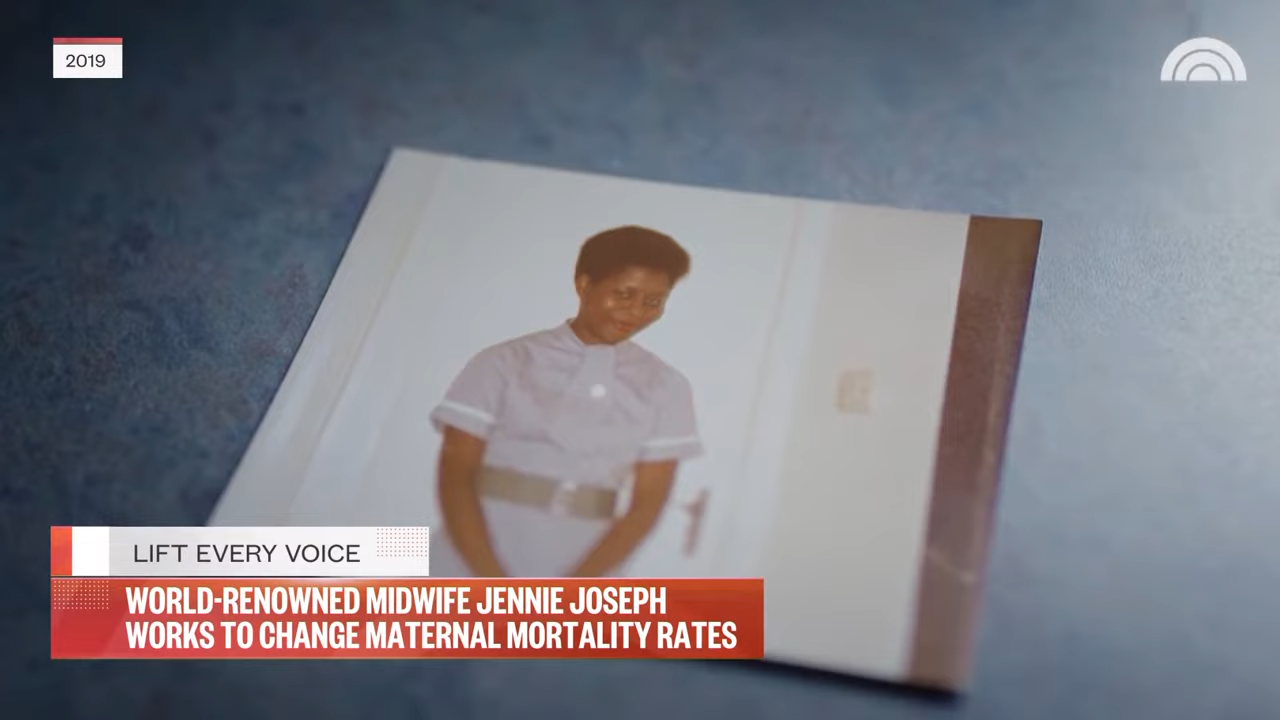 2019
LIFT EVERY VOICE
WORLD-RENOWNED MIDWIFE JENNIE JOSEPH
WORKS TO CHANGE MATERNAL MORTALITY RATES